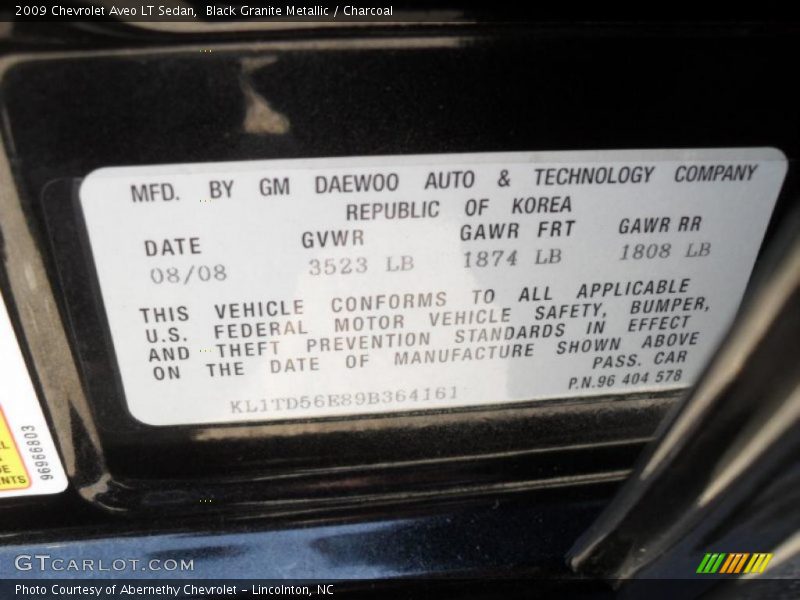 2009 Chevrolet Aveo LT Sedan, Black Granite Metallic / Charcoal
MFD. BY GM DAEWOO AUTO & TECHNOLOGY COMPANY
REPUBLIC OF KOREA
DATE GVWR GAWR FRT GAWR RR
08/08 3523 LB 1874 LB 1808 LB
THIS VEHICLE CONFORMS TO ALL APPLICABLE
U.S. FEDERAL MOTOR VEHICLE SAFETY, BUMPER,
AND THEFT PREVENTION STANDARDS IN EFFECT
ON THE DATE OF MANUFACTURE SHOWN ABOVE
PASS. CAR
KL1TD56E89B364161 P.N.96 404 578
96966803
GTCARLOT.COM
Photo Courtesy of Abernethy Chevrolet - Lincolnton, NC